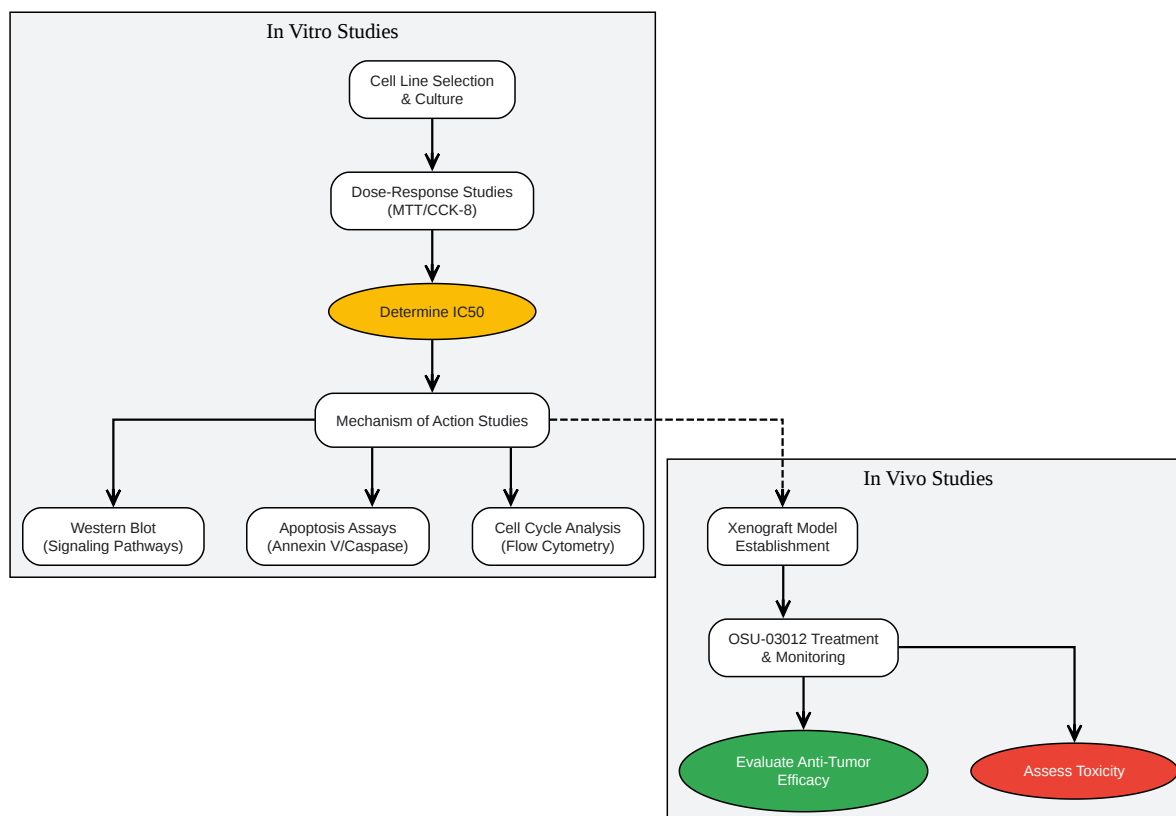 In Vitro Studies
Cell Line Selection
& Culture
Dose-Response Studies
(MTT/CCK-8)
Determine IC50
Mechanism of Action Studies
Western Blot
(Signaling Pathways)
Apoptosis Assays
(Annexin V/Caspase)
Cell Cycle Analysis
(Flow Cytometry)
In Vivo Studies
Xenograft Model
Establishment
OSU-03012 Treatment
& Monitoring
Evaluate Anti-Tumor
Efficacy
Assess Toxicity